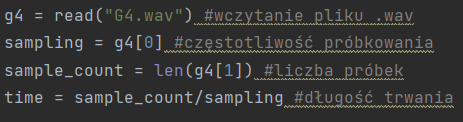 g4 = read("G4.wav") #wczytanie pliku .wav
sampling = g4[0] #częstotliwość próbkowania
sample_count = len(g4[1]) #liczba próbek
time = sample_count/sampling #długość trwania